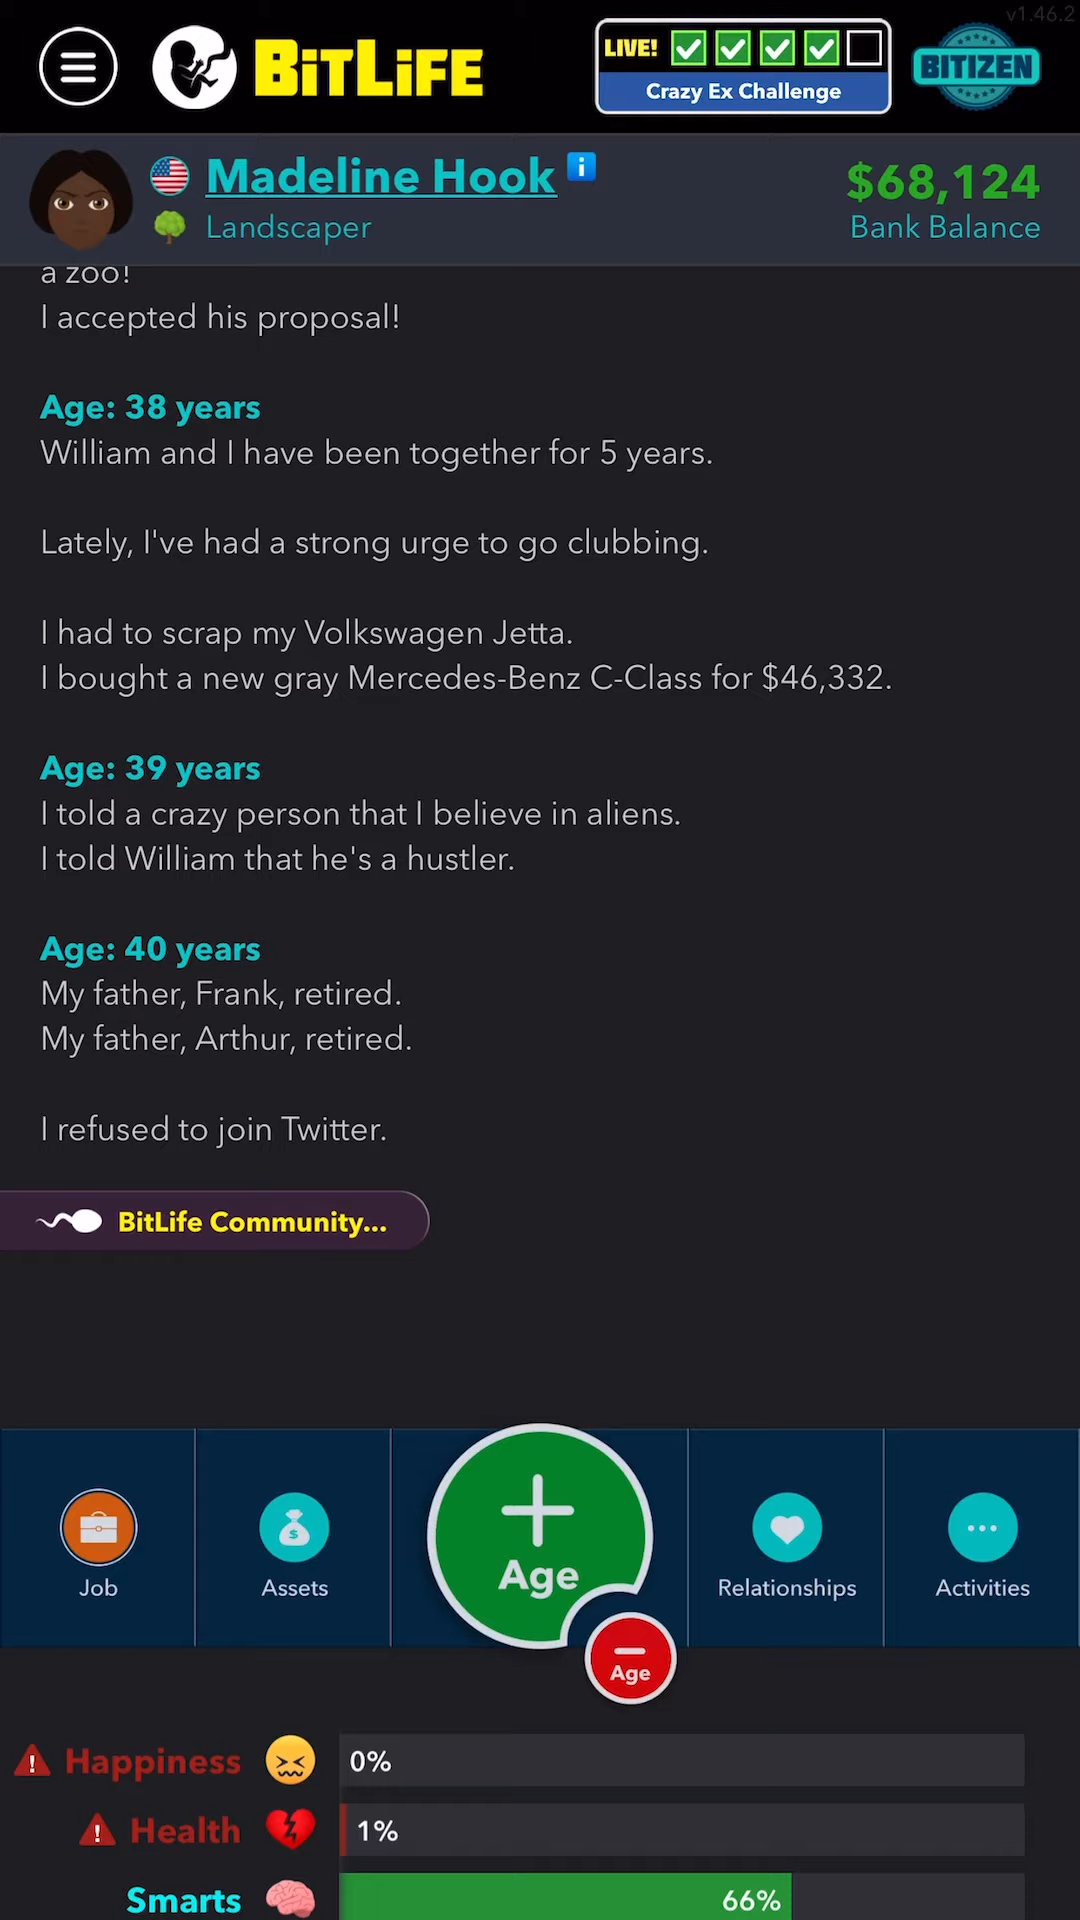 v1.46.2
BITLIFE
LIVE!
Crazy Ex Challenge
BITIZEN
Madeline Hook i
$68,124
Landscaper
Bank Balance
a zoo!
I accepted his proposal!
Age: 38 years
William and I have been together for 5 years.
Lately, I've had a strong urge to go clubbing.
I had to scrap my Volkswagen Jetta.
I bought a new gray Mercedes-Benz C-Class for $46,332.
Age: 39 years
I told a crazy person that I believe in aliens.
I told William that he's a hustler.
Age: 40 years
My father, Frank, retired.
My father, Arthur, retired.
I refused to join Twitter.
BitLife Community...
Job
Assets
Age
Relationships
Activities
Age
Happiness 0%
Health 1%
Smarts 66%